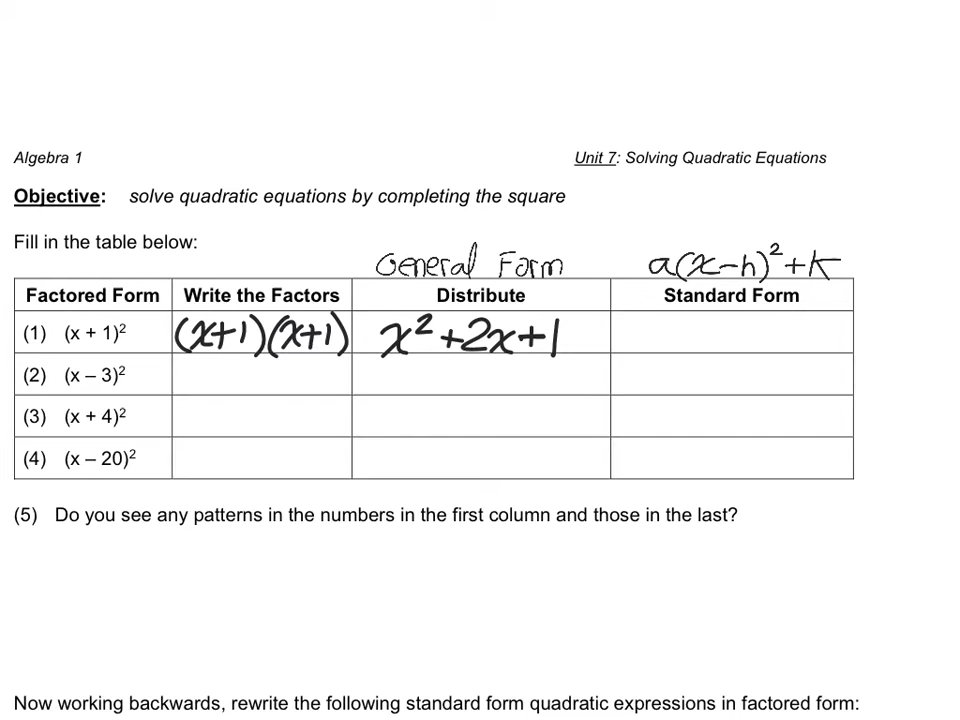 Algebra 1 Unit 7: Solving Quadratic Equations
Objective: solve quadratic equations by completing the square
Fill in the table below:
General Form a(x-h)²+k
Factored Form Write the Factors Distribute Standard Form
(1) (x + 1)² (x+1)(x+1) x²+2x+1
(2) (x – 3)²
(3) (x + 4)²
(4) (x – 20)²
(5) Do you see any patterns in the numbers in the first column and those in the last?
Now working backwards, rewrite the following standard form quadratic expressions in factored form: